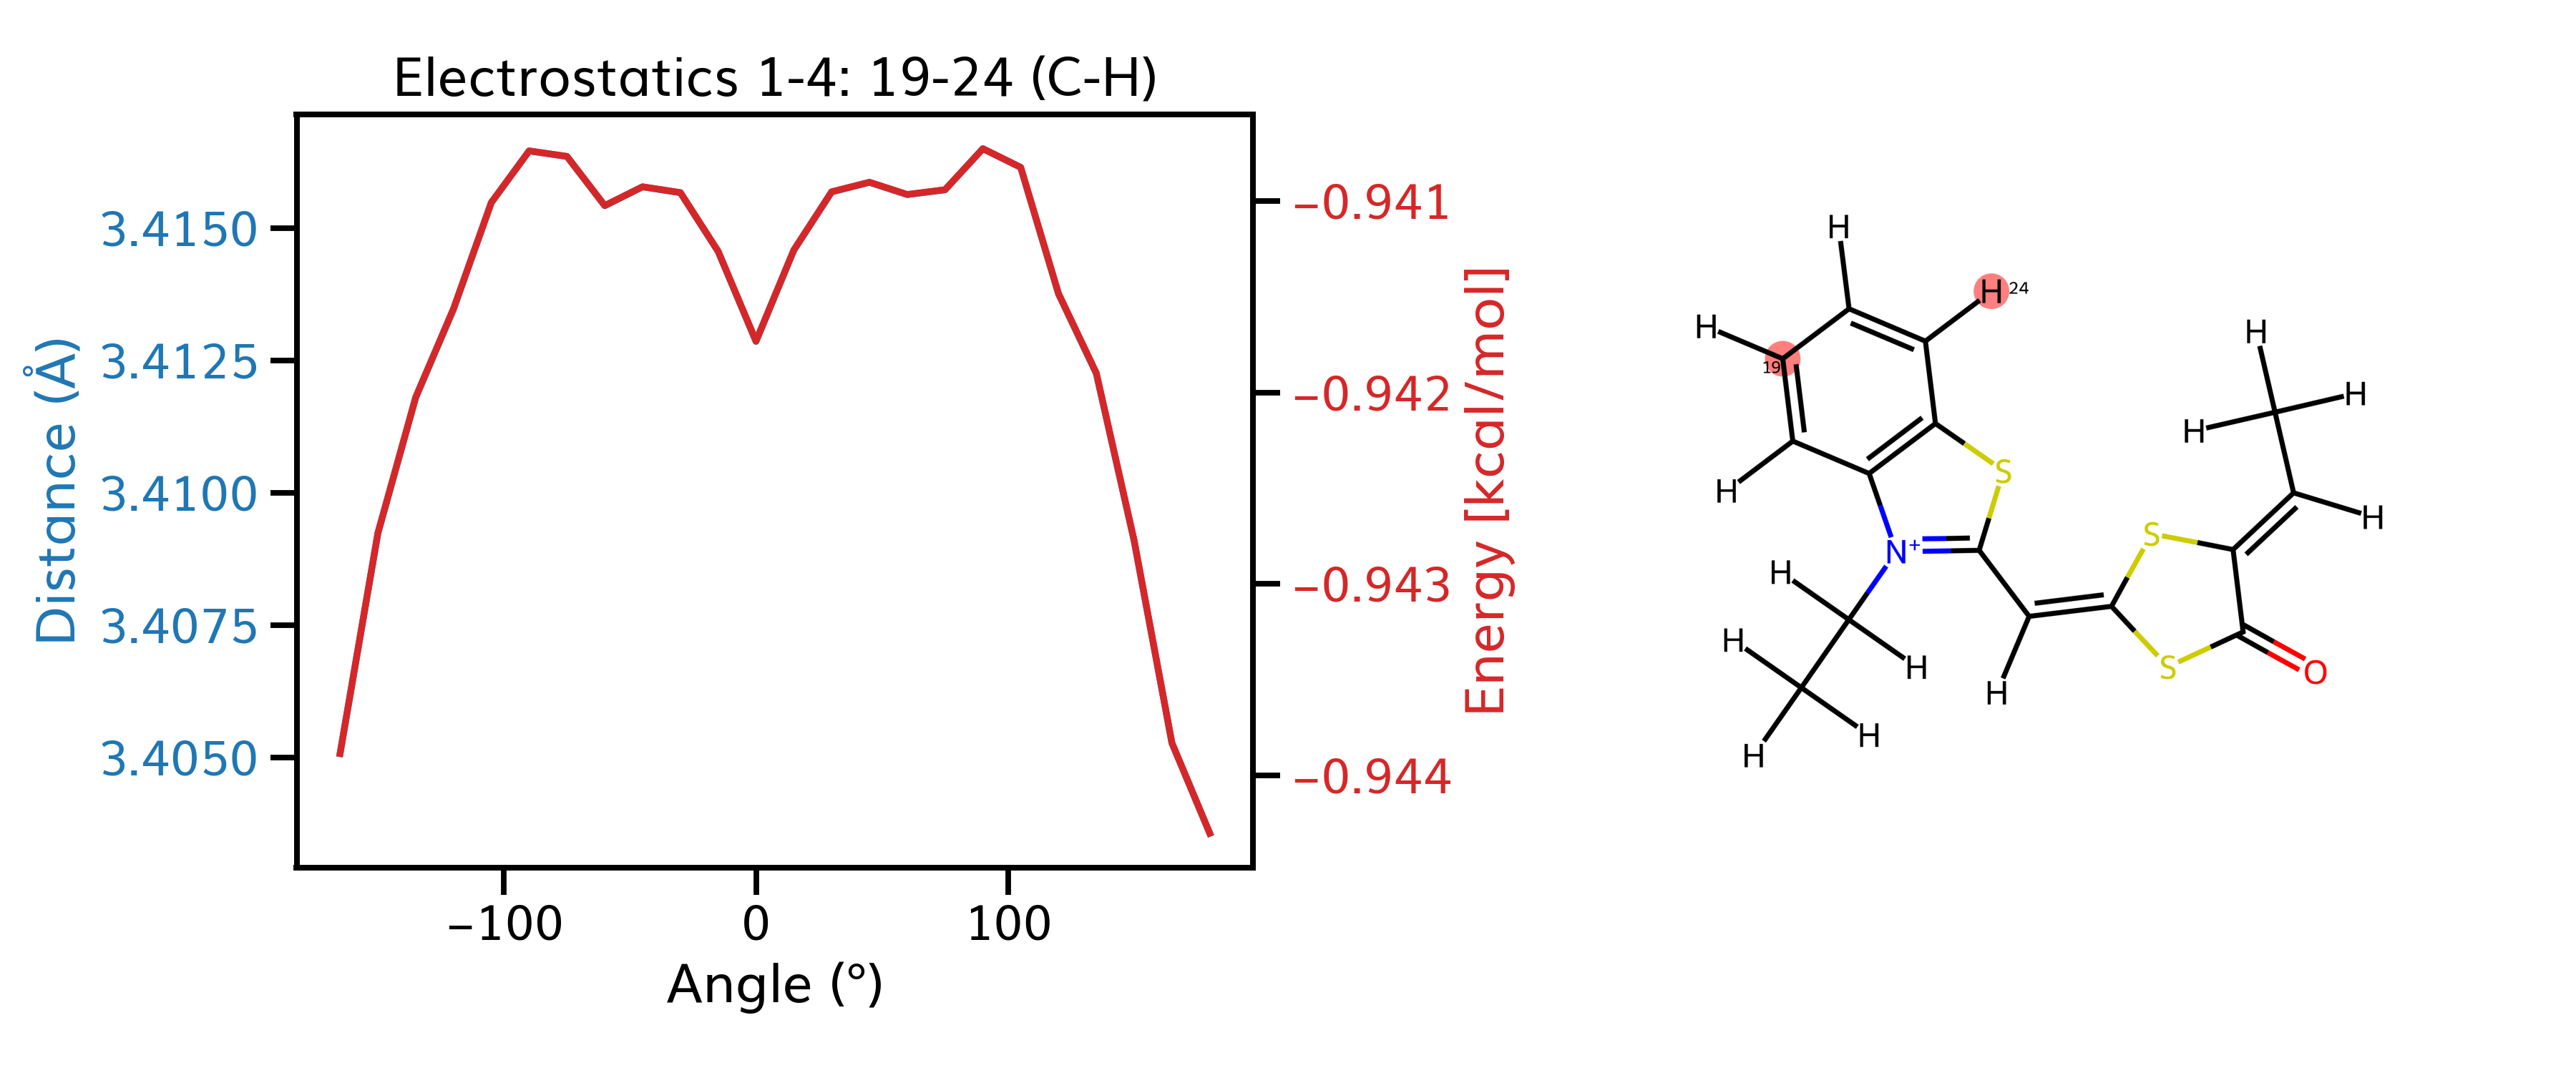 Electrostatics 1-4: 19-24 (C-H)
Distance (Å)
3.4150
3.4125
3.4100
3.4075
3.4050
−0.941
−0.942
−0.943
−0.944
Energy [kcal/mol]
−100 0 100
Angle (°)
H
H 24
H
19
H
H
H
H
S
H
S
N+
H
H
H
S
O
H
H
H
H